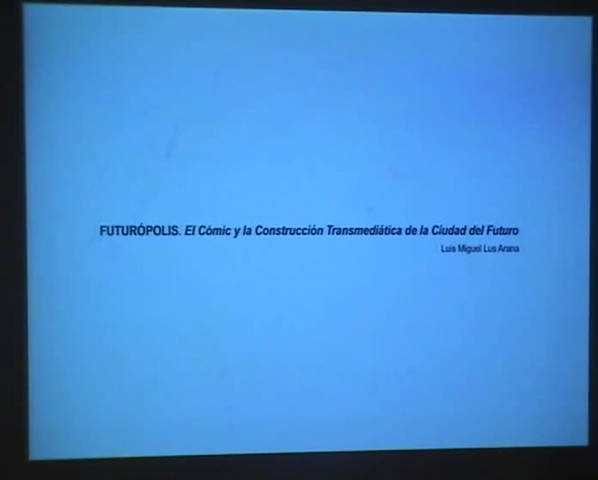 FUTURÓPOLIS. El Cómic y la Construcción Transmediática de la Ciudad del Futuro
Luis Miguel Lus Arana